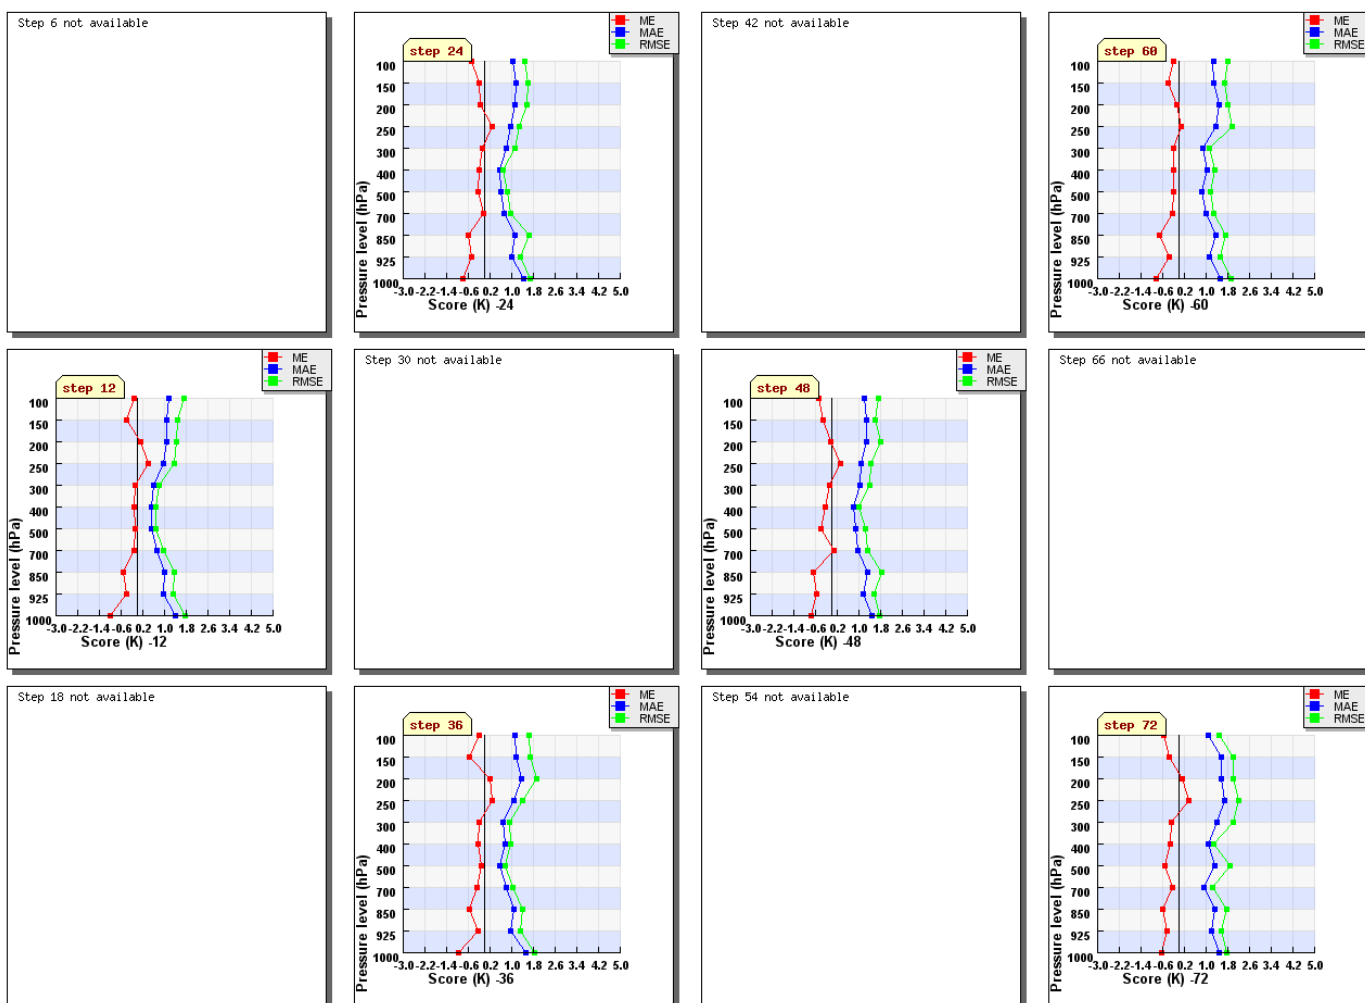 Step 6 not available
ME
MAE
RMSE
step 24
100
150
200
250
300
400
500
700
850
925
1000
Pressure level (hPa)
-3.0 -2.2 -1.4 -0.6 0.2 1.0 1.8 2.6 3.4 4.2 5.0
Score (K) -24
Step 42 not available
ME
MAE
RMSE
step 60
100
150
200
250
300
400
500
700
850
925
1000
Pressure level (hPa)
-3.0 -2.2 -1.4 -0.6 0.2 1.0 1.8 2.6 3.4 4.2 5.0
Score (K) -60
ME
MAE
RMSE
step 12
100
150
200
250
300
400
500
700
850
925
1000
Pressure level (hPa)
-3.0 -2.2 -1.4 -0.6 0.2 1.0 1.8 2.6 3.4 4.2 5.0
Score (K) -12
Step 30 not available
ME
MAE
RMSE
step 48
100
150
200
250
300
400
500
700
850
925
1000
Pressure level (hPa)
-3.0 -2.2 -1.4 -0.6 0.2 1.0 1.8 2.6 3.4 4.2 5.0
Score (K) -48
Step 66 not available
Step 18 not available
ME
MAE
RMSE
step 36
100
150
200
250
300
400
500
700
850
925
1000
Pressure level (hPa)
-3.0 -2.2 -1.4 -0.6 0.2 1.0 1.8 2.6 3.4 4.2 5.0
Score (K) -36
Step 54 not available
ME
MAE
RMSE
step 72
100
150
200
250
300
400
500
700
850
925
1000
Pressure level (hPa)
-3.0 -2.2 -1.4 -0.6 0.2 1.0 1.8 2.6 3.4 4.2 5.0
Score (K) -72